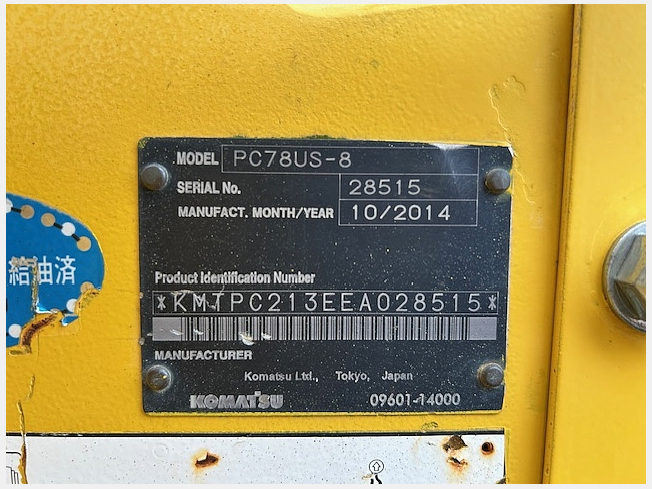 MODEL PC78US-8
SERIAL No. 28515
MANUFACT. MONTH/YEAR 10/2014
給油済
Product Identification Number
*KMTPC213EEA028515*
MANUFACTURER
Komatsu Ltd., Tokyo, Japan
KOMATSU 09601-14000